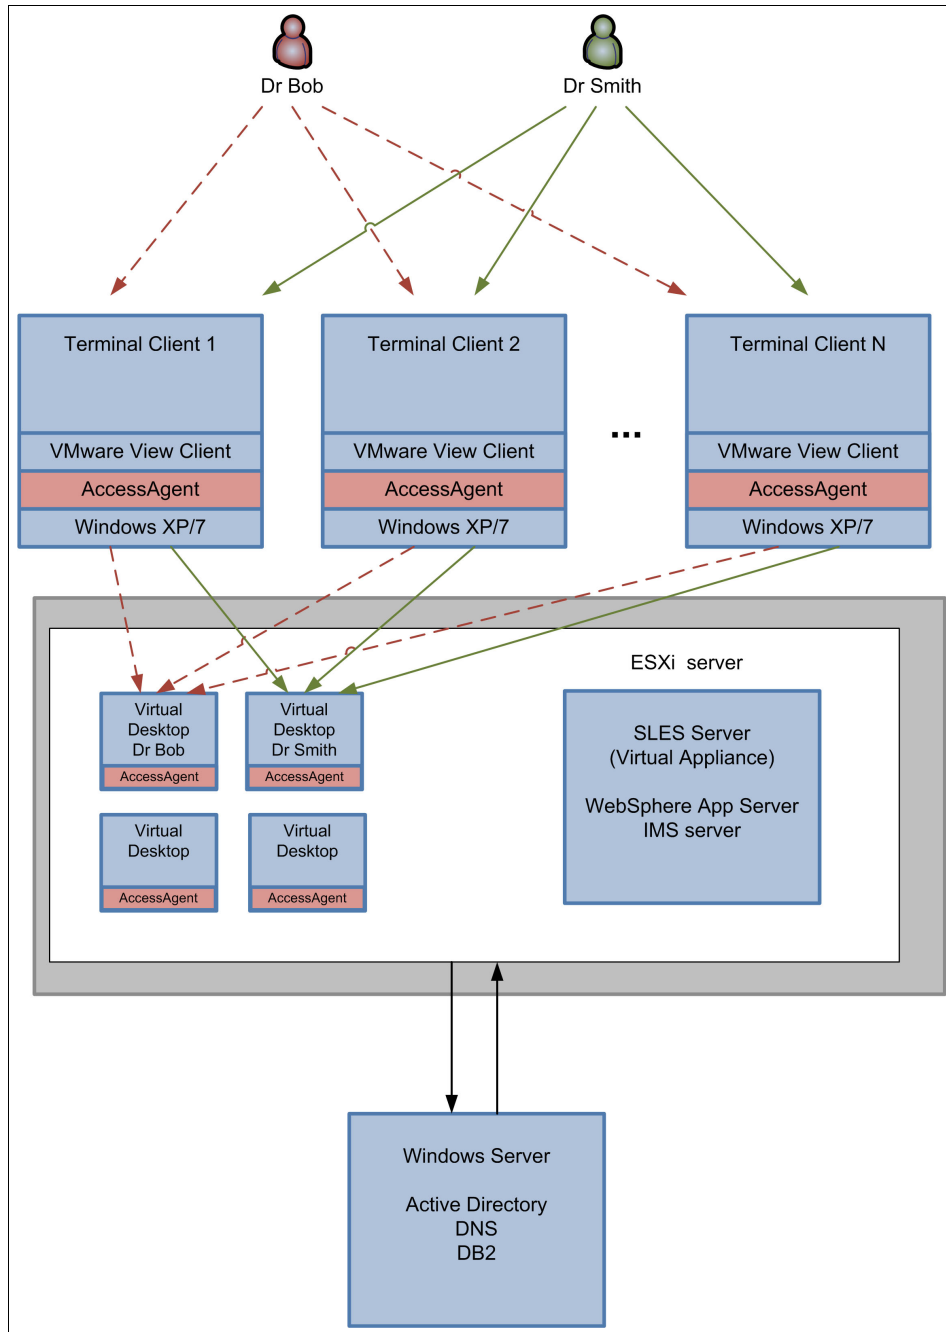 Dr Bob
Dr Smith
Terminal Client 1
VMware View Client
AccessAgent
Windows XP/7
Terminal Client 2
VMware View Client
AccessAgent
Windows XP/7
...
Terminal Client N
VMware View Client
AccessAgent
Windows XP/7
ESXi server
Virtual
Desktop
Dr Bob
AccessAgent
Virtual
Desktop
Dr Smith
AccessAgent
Virtual
Desktop
AccessAgent
Virtual
Desktop
AccessAgent
SLES Server
(Virtual Appliance)
WebSphere App Server
IMS server
Windows Server
Active Directory
DNS
DB2